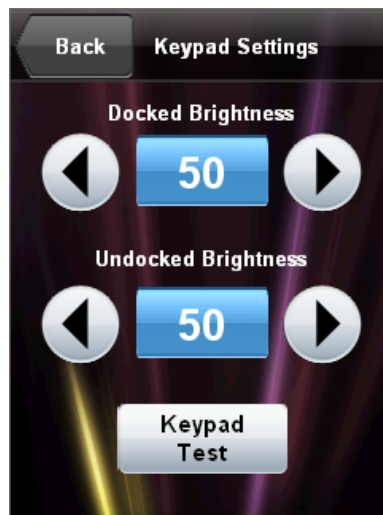 Back Keypad Settings
Docked Brightness
50
Undocked Brightness
50
Keypad
Test